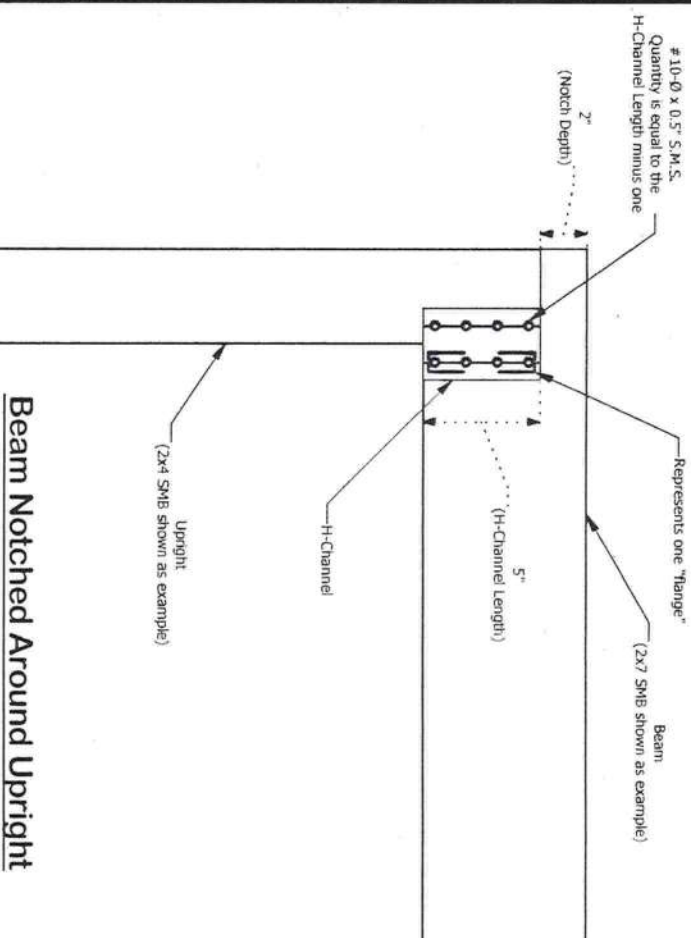 # 10-Ø x 0.5" S.M.S.
Quantity is equal to the
H-Channel Length minus one
2"
(Notch Depth)
Represents one "flange"
Beam
(2x7 SMB shown as example)
5"
(H-Channel Length)
H-Channel
Upright
(2x4 SMB shown as example)
Beam Notched Around Upright